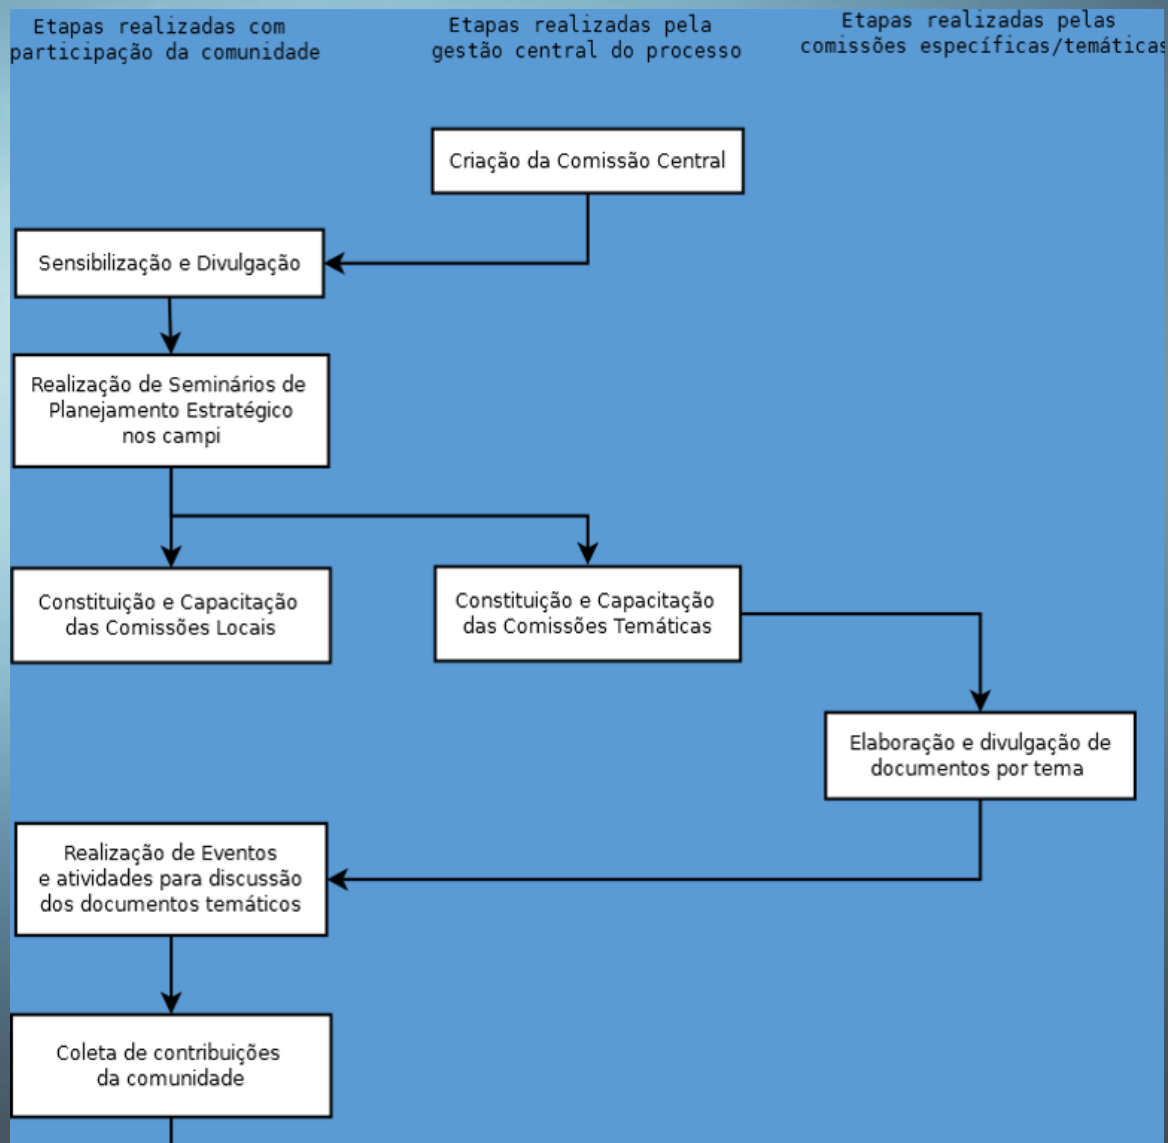 Etapas realizadas com
participação da comunidade
Etapas realizadas pela
gestão central do processo
Etapas realizadas pelas
comissões específicas/temáticas
Criação da Comissão Central
Sensibilização e Divulgação
Realização de Seminários de
Planejamento Estratégico
nos campi
Constituição e Capacitação
das Comissões Locais
Constituição e Capacitação
das Comissões Temáticas
Elaboração e divulgação de
documentos por tema
Realização de Eventos
e atividades para discussão
dos documentos temáticos
Coleta de contribuições
da comunidade